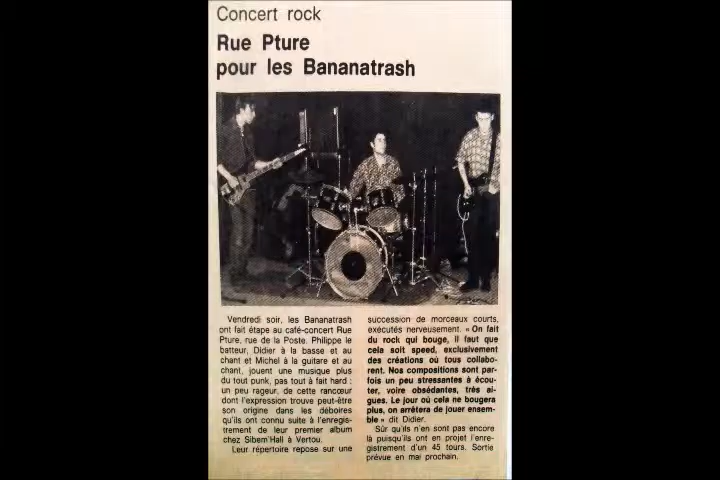 Concert rock
Rue Pture
pour les Bananatrash
Vendredi soir, les Bananatrash
ont fait étape au café-concert Rue
Pture, rue de la Poste. Philippe le
batteur, Didier à la basse et au
chant et Michel à la guitare et au
chant, jouent une musique plus
du tout punk, pas tout à fait hard :
un peu rageur, de cette rancœur
dont l'expression trouve peut-être
son origine dans les déboires
qu'ils ont connu suite à l'enregis-
trement de leur premier album
chez Sibem'Hall à Vertou.
Leur répertoire repose sur une
succession de morceaux courts,
exécutés nerveusement. « On fait
du rock qui bouge, il faut que
cela soit speed, exclusivement
des créations où tous collabo-
rent. Nos compositions sont par-
fois un peu stressantes à écou-
ter, voire obsédantes, très ai-
gues. Le jour où cela ne bougera
plus, on arrêtera de jouer ensem-
ble » dit Didier.
Sûr qu'ils n'en sont pas encore
là puisqu'ils ont en projet l'enre-
gistrement d'un 45 tours. Sortie
prévue en mai prochain.